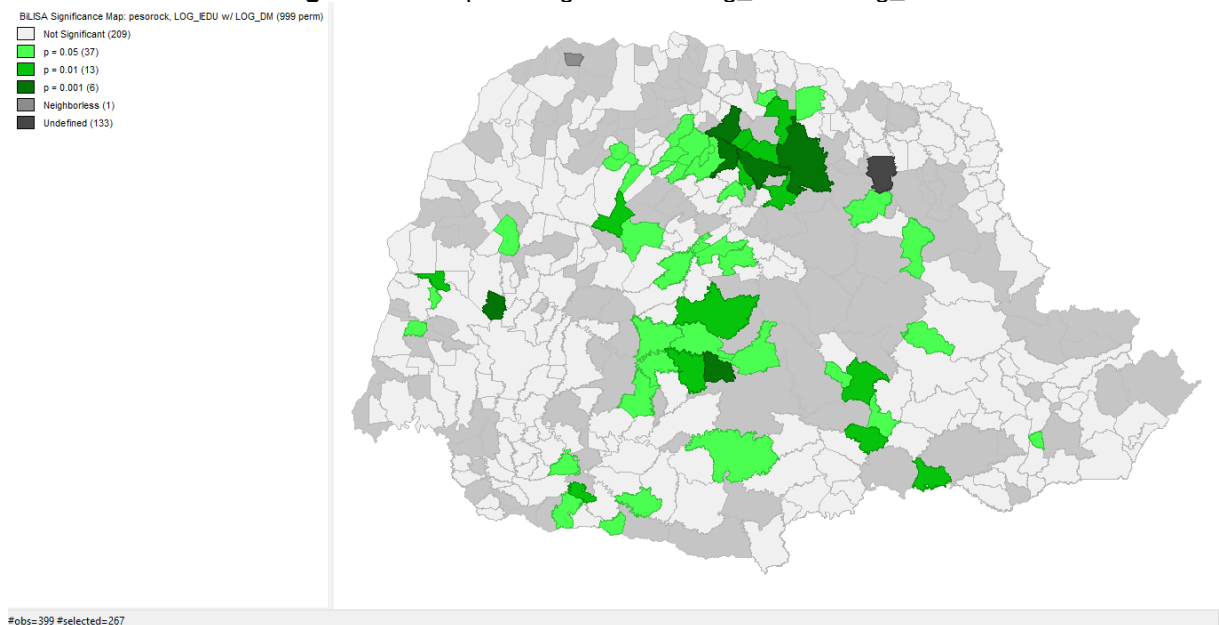 BiLISA Significance Map: pesorock, LOG_IEDU w/ LOG_DM (999 perm)
Not Significant (209)
p = 0.05 (37)
p = 0.01 (13)
p = 0.001 (6)
Neighborless (1)
Undefined (133)
#obs=399 #selected=267